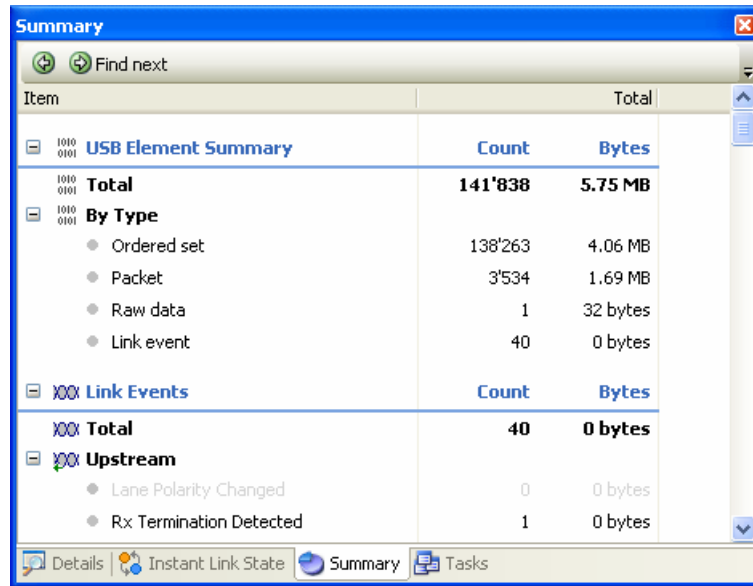 Summary
Find next
Item Total
USB Element Summary Count Bytes
Total 141'838 5.75 MB
By Type
Ordered set 138'263 4.06 MB
Packet 3'534 1.69 MB
Raw data 1 32 bytes
Link event 40 0 bytes
Link Events Count Bytes
Total 40 0 bytes
Upstream
Lane Polarity Changed 0 0 bytes
Rx Termination Detected 1 0 bytes
Details Instant Link State Summary Tasks